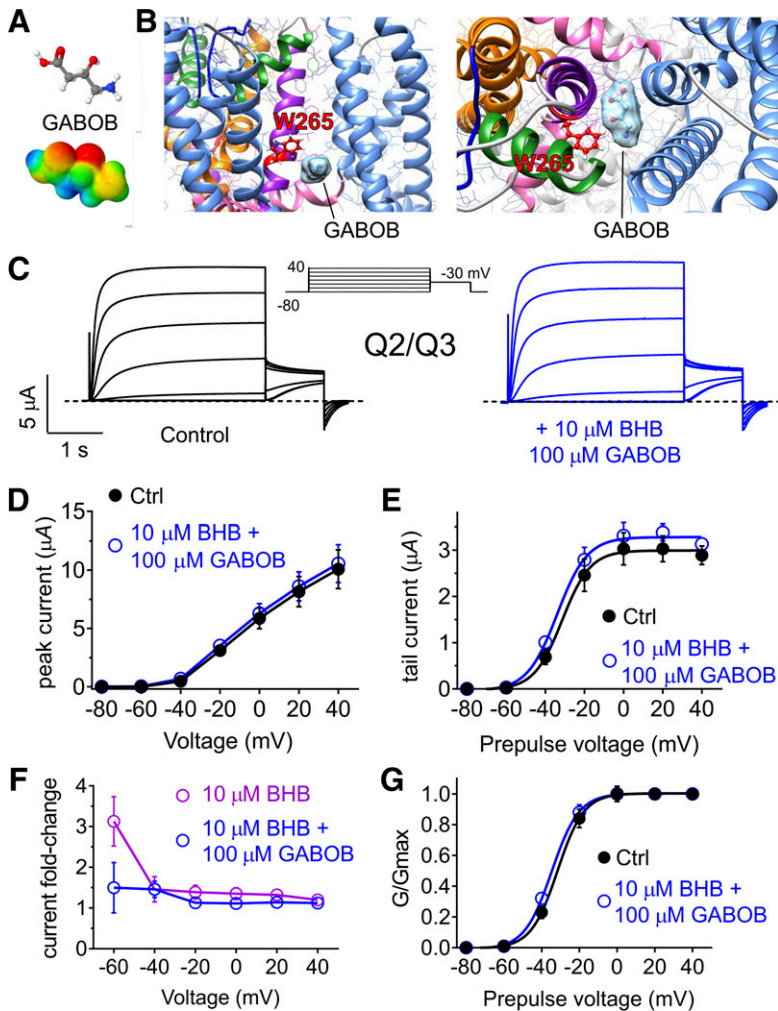 A
GABOB
B
W265
GABOB
W265
GABOB
C
40
-80
-30 mV
Q2/Q3
5 μA
1 s
Control
+ 10 μM BHB
100 μM GABOB
D
Ctrl
10 μM BHB +
100 μM GABOB
peak current (μA)
15
10
5
0
-80 -60 -40 -20 0 20 40
Voltage (mV)
E
tail current (μA)
3
2
1
0
Ctrl
10 μM BHB +
100 μM GABOB
-80 -60 -40 -20 0 20 40
Prepulse voltage (mV)
F
10 μM BHB
10 μM BHB +
100 μM GABOB
current fold-change
4
3
2
1
0
-60 -40 -20 0 20 40
Voltage (mV)
G
G/Gmax
1.0
0.8
0.6
0.4
0.2
0.0
Ctrl
10 μM BHB +
100 μM GABOB
-80 -60 -40 -20 0 20 40
Prepulse voltage (mV)